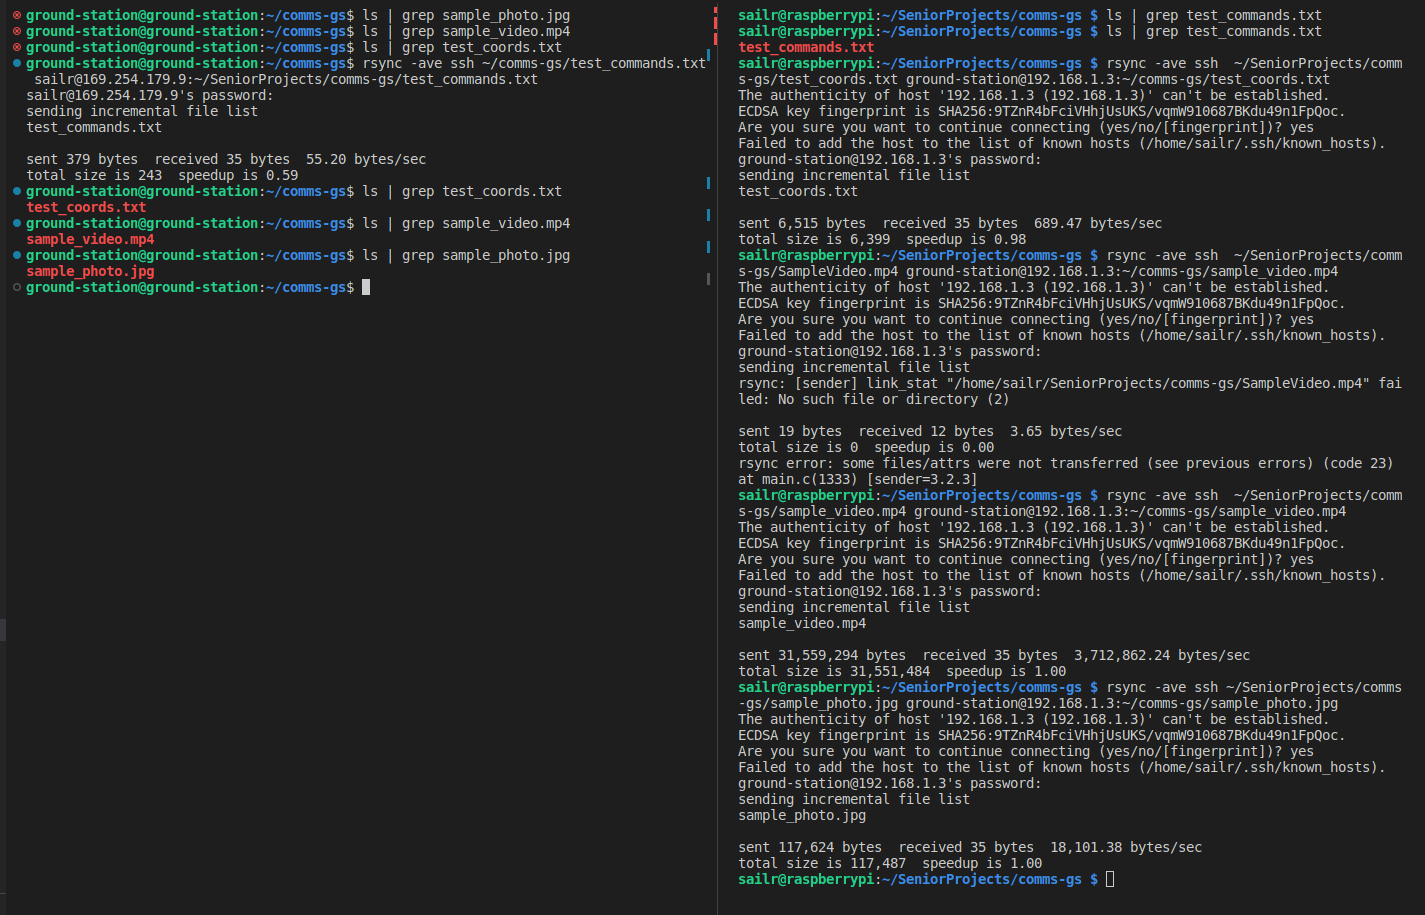 ground-station@ground-station:~/comms-gs$ ls | grep sample_photo.jpg
ground-station@ground-station:~/comms-gs$ ls | grep sample_video.mp4
ground-station@ground-station:~/comms-gs$ ls | grep test_coords.txt
ground-station@ground-station:~/comms-gs$ rsync -ave ssh ~/comms-gs/test_commands.txt
 sailr@169.254.179.9:~/SeniorProjects/comms-gs/test_commands.txt
sailr@169.254.179.9's password:
sending incremental file list
test_commands.txt

sent 379 bytes  received 35 bytes  55.20 bytes/sec
total size is 243  speedup is 0.59
ground-station@ground-station:~/comms-gs$ ls | grep test_coords.txt
test_coords.txt
ground-station@ground-station:~/comms-gs$ ls | grep sample_video.mp4
sample_video.mp4
ground-station@ground-station:~/comms-gs$ ls | grep sample_photo.jpg
sample_photo.jpg
ground-station@ground-station:~/comms-gs$
sailr@raspberrypi:~/SeniorProjects/comms-gs $ ls | grep test_commands.txt
sailr@raspberrypi:~/SeniorProjects/comms-gs $ ls | grep test_commands.txt
test_commands.txt
sailr@raspberrypi:~/SeniorProjects/comms-gs $ rsync -ave ssh  ~/SeniorProjects/comm
s-gs/test_coords.txt ground-station@192.168.1.3:~/comms-gs/test_coords.txt
The authenticity of host '192.168.1.3 (192.168.1.3)' can't be established.
ECDSA key fingerprint is SHA256:9TZnR4bFciVHhjUsUKS/vqmW910687BKdu49n1FpQoc.
Are you sure you want to continue connecting (yes/no/[fingerprint])? yes
Failed to add the host to the list of known hosts (/home/sailr/.ssh/known_hosts).
ground-station@192.168.1.3's password:
sending incremental file list
test_coords.txt

sent 6,515 bytes  received 35 bytes  689.47 bytes/sec
total size is 6,399  speedup is 0.98
sailr@raspberrypi:~/SeniorProjects/comms-gs $ rsync -ave ssh  ~/SeniorProjects/comm
s-gs/SampleVideo.mp4 ground-station@192.168.1.3:~/comms-gs/sample_video.mp4
The authenticity of host '192.168.1.3 (192.168.1.3)' can't be established.
ECDSA key fingerprint is SHA256:9TZnR4bFciVHhjUsUKS/vqmW910687BKdu49n1FpQoc.
Are you sure you want to continue connecting (yes/no/[fingerprint])? yes
Failed to add the host to the list of known hosts (/home/sailr/.ssh/known_hosts).
ground-station@192.168.1.3's password:
sending incremental file list
rsync: [sender] link_stat "/home/sailr/SeniorProjects/comms-gs/SampleVideo.mp4" fai
led: No such file or directory (2)

sent 19 bytes  received 12 bytes  3.65 bytes/sec
total size is 0  speedup is 0.00
rsync error: some files/attrs were not transferred (see previous errors) (code 23)
at main.c(1333) [sender=3.2.3]
sailr@raspberrypi:~/SeniorProjects/comms-gs $ rsync -ave ssh  ~/SeniorProjects/comm
s-gs/sample_video.mp4 ground-station@192.168.1.3:~/comms-gs/sample_video.mp4
The authenticity of host '192.168.1.3 (192.168.1.3)' can't be established.
ECDSA key fingerprint is SHA256:9TZnR4bFciVHhjUsUKS/vqmW910687BKdu49n1FpQoc.
Are you sure you want to continue connecting (yes/no/[fingerprint])? yes
Failed to add the host to the list of known hosts (/home/sailr/.ssh/known_hosts).
ground-station@192.168.1.3's password:
sending incremental file list
sample_video.mp4

sent 31,559,294 bytes  received 35 bytes  3,712,862.24 bytes/sec
total size is 31,551,484  speedup is 1.00
sailr@raspberrypi:~/SeniorProjects/comms-gs $ rsync -ave ssh ~/SeniorProjects/comms
-gs/sample_photo.jpg ground-station@192.168.1.3:~/comms-gs/sample_photo.jpg
The authenticity of host '192.168.1.3 (192.168.1.3)' can't be established.
ECDSA key fingerprint is SHA256:9TZnR4bFciVHhjUsUKS/vqmW910687BKdu49n1FpQoc.
Are you sure you want to continue connecting (yes/no/[fingerprint])? yes
Failed to add the host to the list of known hosts (/home/sailr/.ssh/known_hosts).
ground-station@192.168.1.3's password:
sending incremental file list
sample_photo.jpg

sent 117,624 bytes  received 35 bytes  18,101.38 bytes/sec
total size is 117,487  speedup is 1.00
sailr@raspberrypi:~/SeniorProjects/comms-gs $